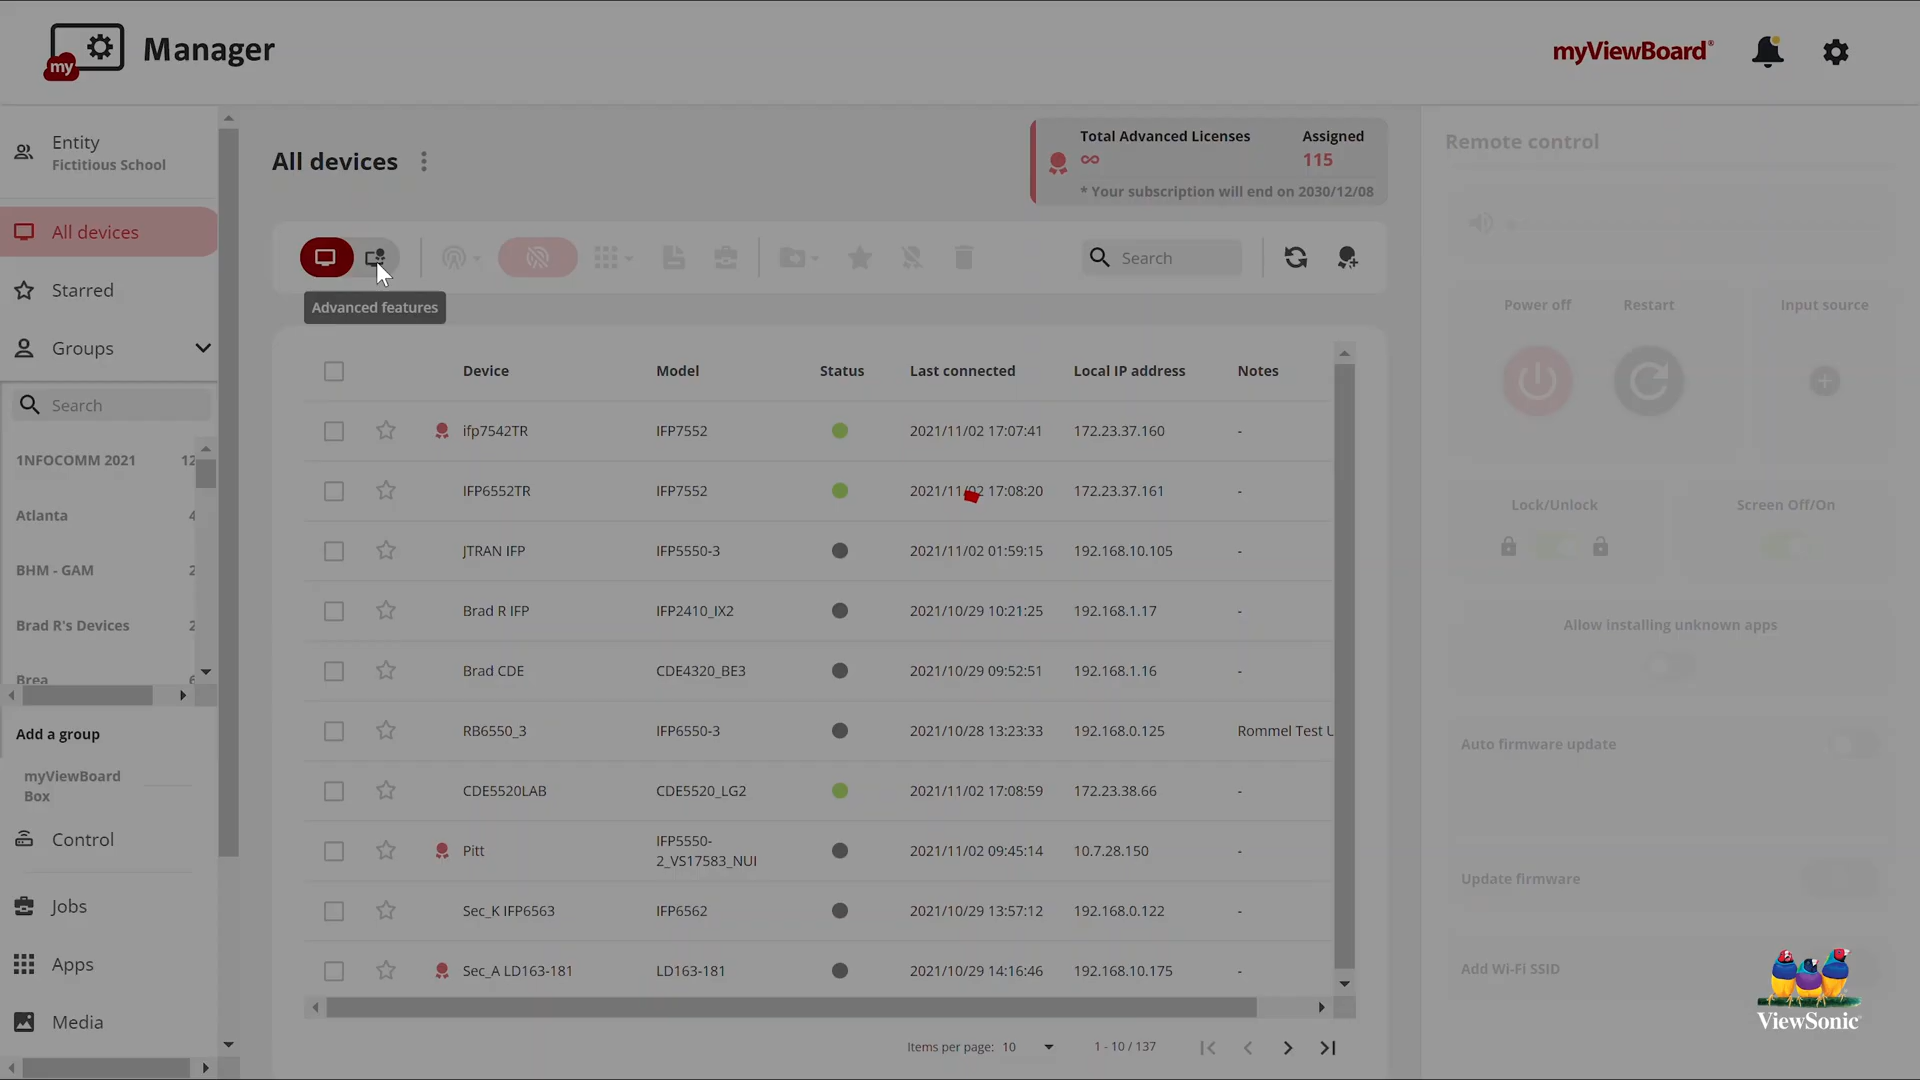 my
Manager
myViewBoard®
Entity
Fictitious School
All devices
Starred
Groups
Search
1NFOCOMM 2021 12
Atlanta 4
BHM - GAM 2
Brad R's Devices 2
Brea 6
Add a group
myViewBoard
Box
Control
Jobs
Apps
Media
All devices
Total Advanced Licenses Assigned
∞ 115
* Your subscription will end on 2030/12/08
Search
Advanced features
Device Model Status Last connected Local IP address Notes
ifp7542TR IFP7552 2021/11/02 17:07:41 172.23.37.160 -
IFP6552TR IFP7552 2021/11/02 17:08:20 172.23.37.161 -
JTRAN IFP IFP5550-3 2021/11/02 01:59:15 192.168.10.105 -
Brad R IFP IFP2410_IX2 2021/10/29 10:21:25 192.168.1.17 -
Brad CDE CDE4320_BE3 2021/10/29 09:52:51 192.168.1.16 -
RB6550_3 IFP6550-3 2021/10/28 13:23:33 192.168.0.125 Rommel Test U
CDE5520LAB CDE5520_LG2 2021/11/02 17:08:59 172.23.38.66 -
Pitt IFP5550-
2_VS17583_NUI 2021/11/02 09:45:14 10.7.28.150 -
Sec_K IFP6563 IFP6562 2021/10/29 13:57:12 192.168.0.122 -
Sec_A LD163-181 LD163-181 2021/10/29 14:16:46 192.168.10.175 -
Items per page: 10 1 - 10 / 137
Remote control
Power off Restart Input source
Lock/Unlock Screen Off/On
Allow installing unknown apps
Auto firmware update
Update firmware
Add Wi-Fi SSID
ViewSonic